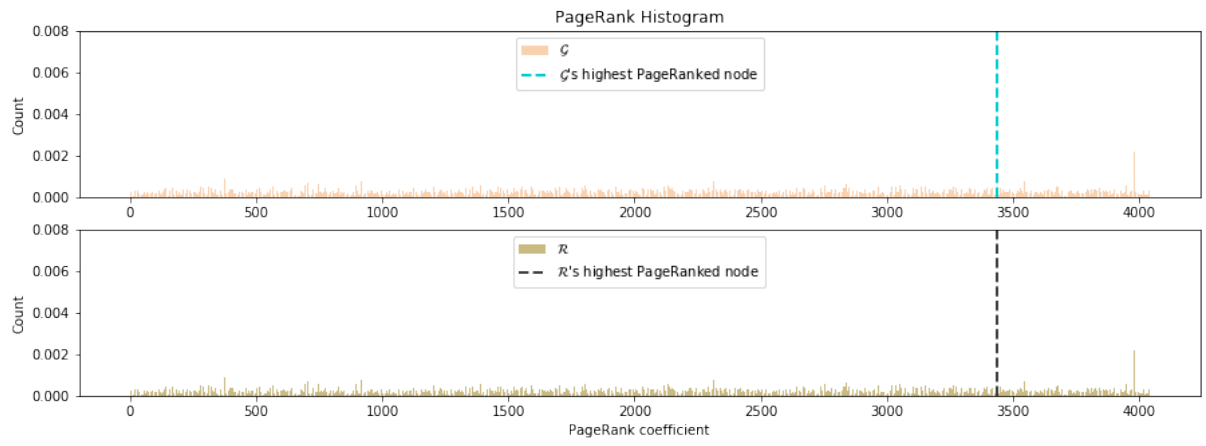 PageRank Histogram
0.008
0.006
0.004
0.002
0.000
Count
𝒢
𝒢's highest PageRanked node
0 500 1000 1500 2000 2500 3000 3500 4000
0.008
0.006
0.004
0.002
0.000
Count
ℛ
ℛ's highest PageRanked node
0 500 1000 1500 2000 2500 3000 3500 4000
PageRank coefficient